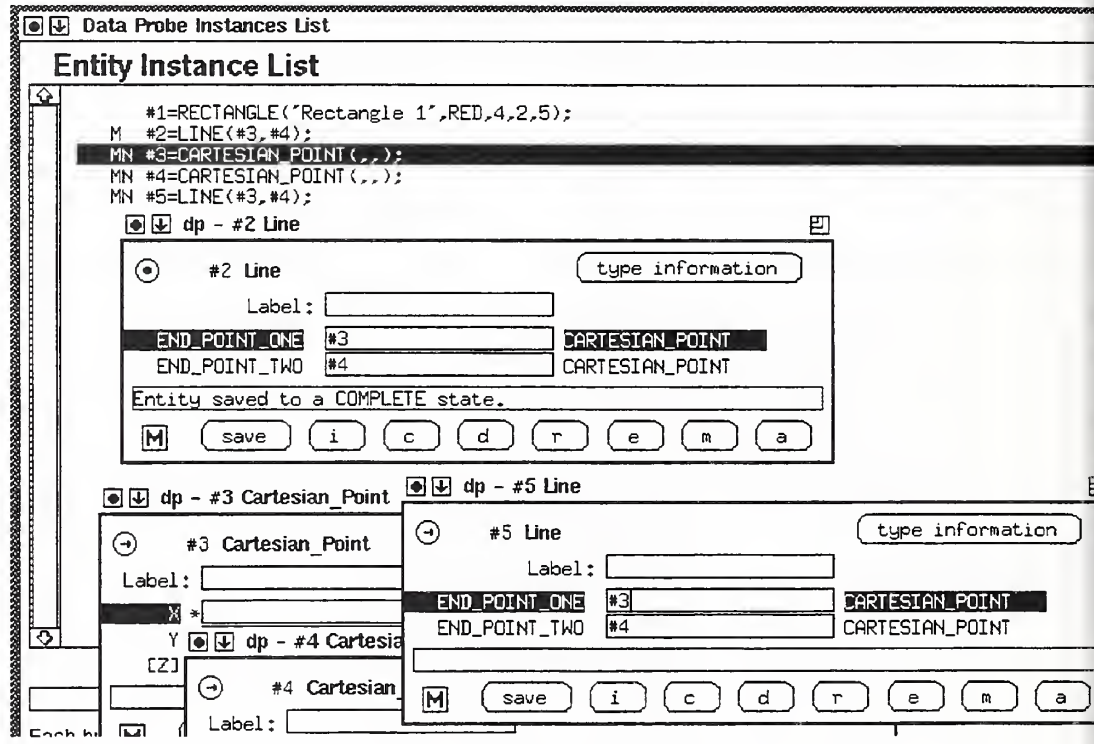 Data Probe Instances List
Entity Instance List
#1=RECTANGLE('Rectangle 1',RED,4,2,5);
M #2=LINE(#3,#4);
MN #3=CARTESIAN_POINT(,,);
MN #4=CARTESIAN_POINT(,,);
MN #5=LINE(#3,#4);
dp - #2 Line
#2 Line type information
Label:
END_POINT_ONE #3 CARTESIAN_POINT
END_POINT_TWO #4 CARTESIAN_POINT
Entity saved to a COMPLETE state.
M save i c d r e m a
dp - #3 Cartesian_Point
#3 Cartesian_Point
Label:
X *
Y
[Z]
dp - #5 Line
#5 Line type information
Label:
END_POINT_ONE #3 CARTESIAN_POINT
END_POINT_TWO #4 CARTESIAN_POINT
M save i c d r e m a
dp - #4 Cartesia
#4 Cartesian_
Label:
Each